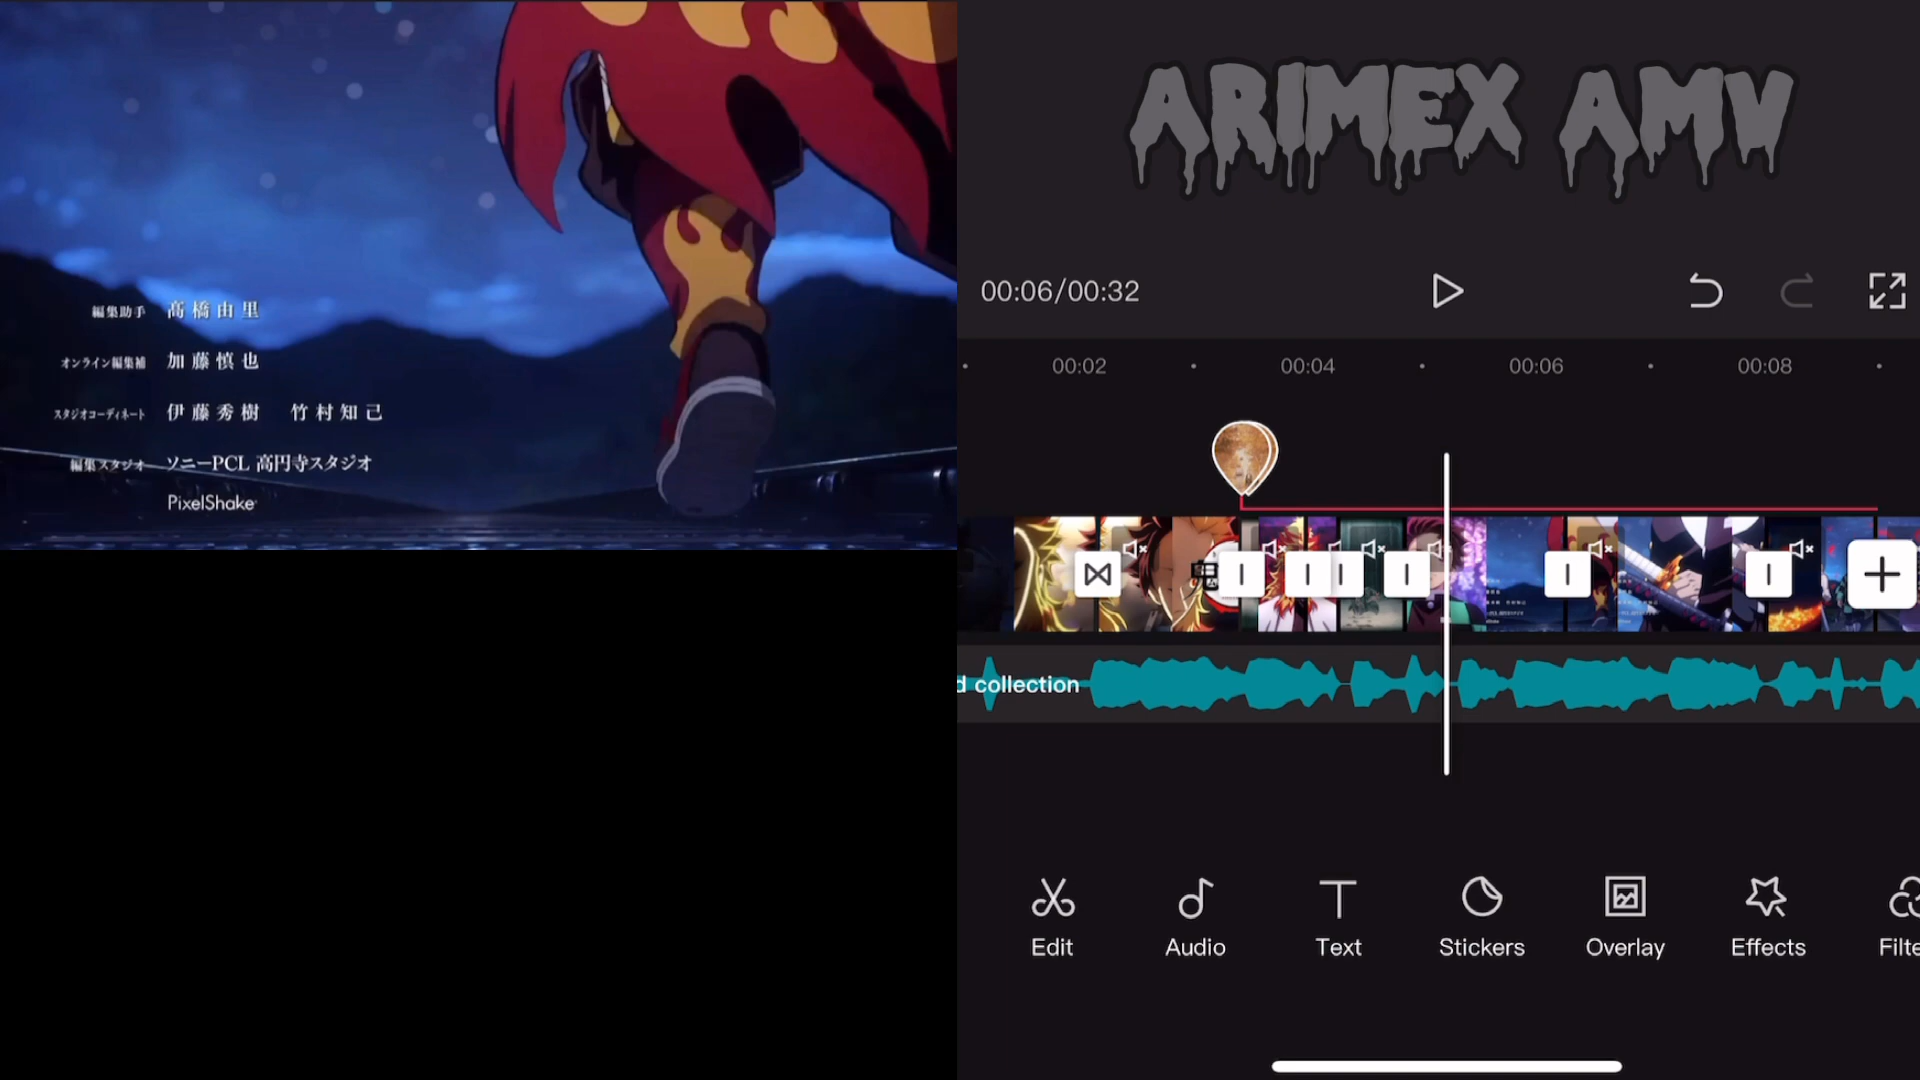 編集助手 髙橋由里
オンライン編集補 加藤慎也
スタジオコーディネート 伊藤秀樹 竹村知己
編集スタジオ ソニーPCL 高円寺スタジオ
PixelShake
ARIMEX AMV
00:06/00:32
00:02 00:04 00:06 00:08
鬼
d collection
Edit Audio Text Stickers Overlay Effects Filte